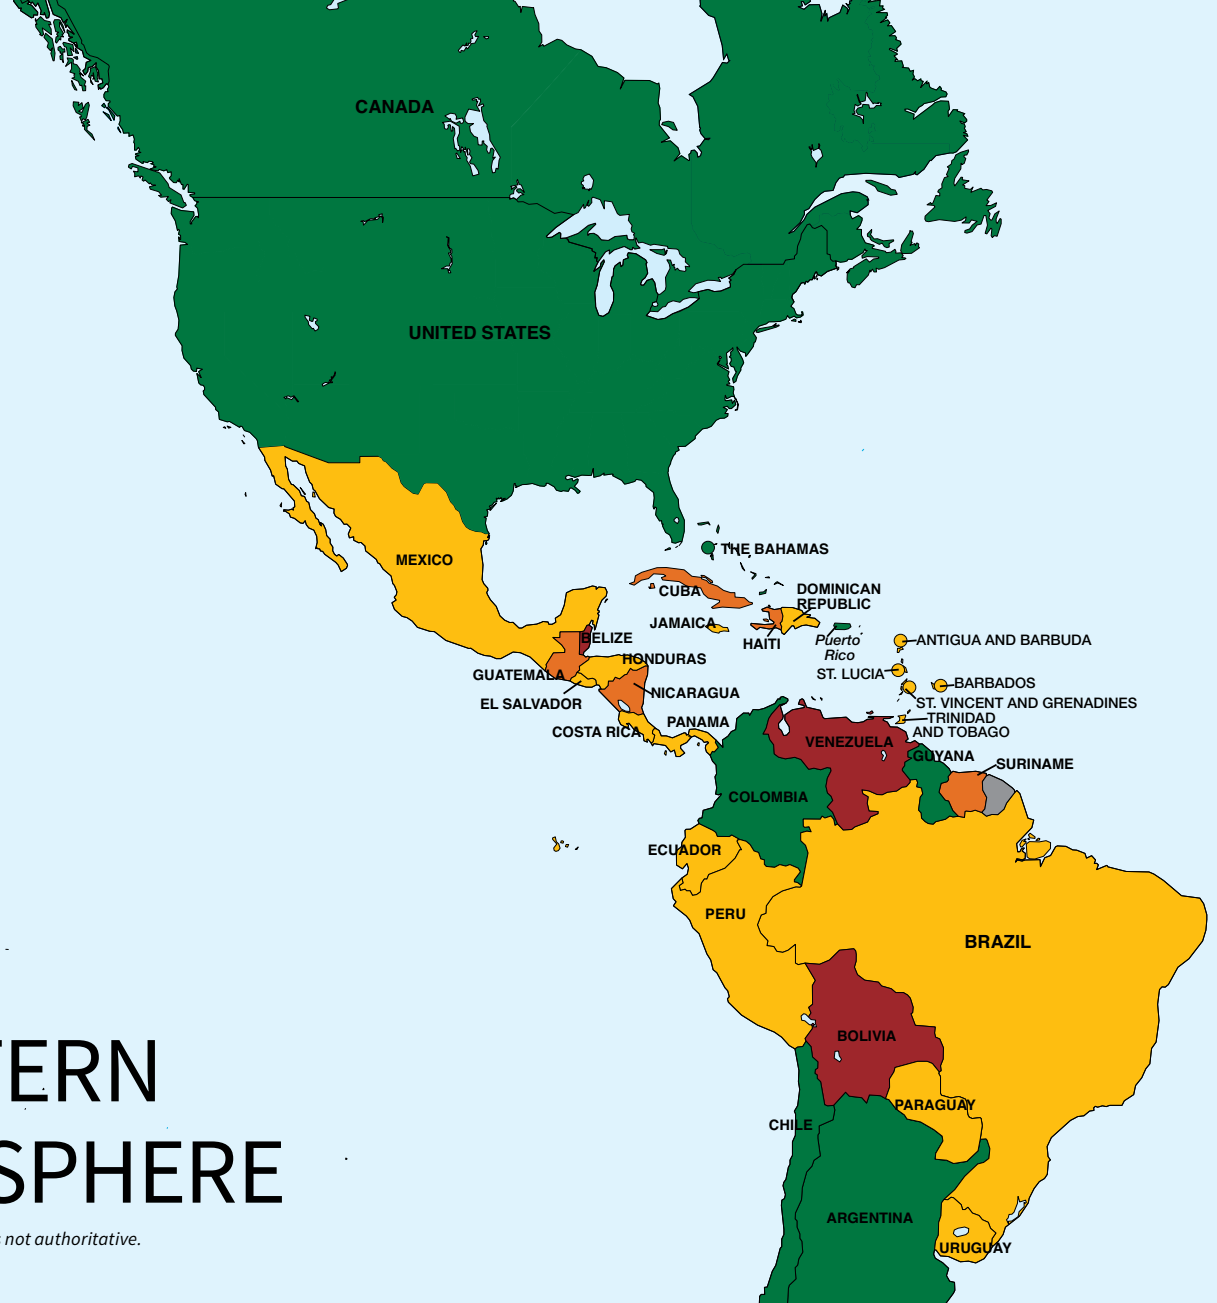 CANADA
UNITED STATES
MEXICO
THE BAHAMAS
CUBA
DOMINICAN
REPUBLIC
JAMAICA
HAITI
Puerto
Rico
BELIZE
ANTIGUA AND BARBUDA
HONDURAS
GUATEMALA
ST. LUCIA
BARBADOS
EL SALVADOR
NICARAGUA
ST. VINCENT AND GRENADINES
COSTA RICA
PANAMA
TRINIDAD
AND TOBAGO
VENEZUELA
GUYANA
SURINAME
COLOMBIA
ECUADOR
PERU
BRAZIL
BOLIVIA
PARAGUAY
CHILE
ARGENTINA
URUGUAY
TERN
SPHERE
not authoritative.